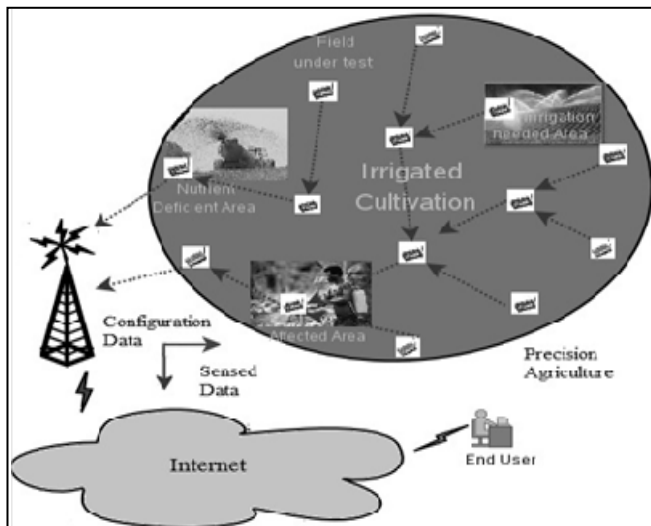 Field
under test
Irrigation
needed Area
Irrigated
Cultivation
Nutrient
Deficent Area
Affected Area
Configuration
Data
Sensed
Data
Precision
Agriculture
Internet
End User